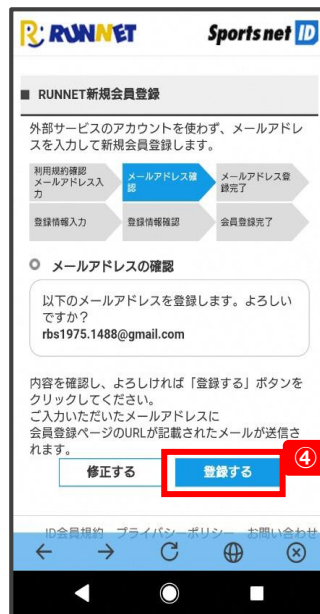 RUNNET
Sports net ID
■ RUNNET新規会員登録
外部サービスのアカウントを使わず、メールアドレ
スを入力して新規会員登録します。
利用規約確認
メールアドレス入
力
メールアドレス確
認
メールアドレス登
録完了
登録情報入力
登録情報確認
会員登録完了
メールアドレスの確認
以下のメールアドレスを登録します。よろしい
ですか？
rbs1975.1488@gmail.com
内容を確認し、よろしければ「登録する」ボタンを
クリックしてください。
ご入力いただいたメールアドレスに
会員登録ページのURLが記載されたメールが送信さ
れます。
修正する
登録する
④
ID会員規約 プライバシーポリシー お問い合わせ